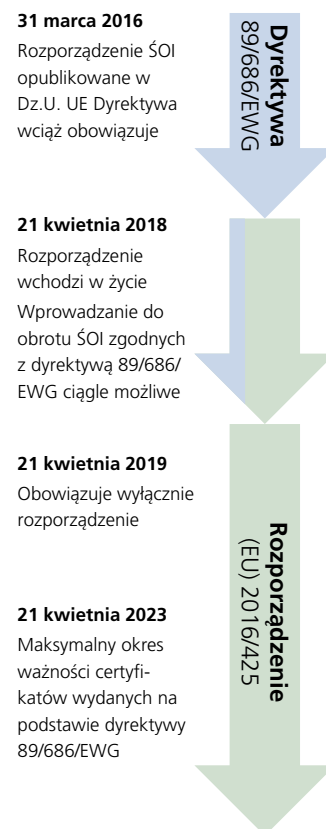 31 marca 2016
Rozporządzenie ŚOI
opublikowane w
Dz.U. UE Dyrektywa
wciąż obowiązuje
Dyrektywa
89/686/EWG
21 kwietnia 2018
Rozporządzenie
wchodzi w życie
Wprowadzanie do
obrotu ŚOI zgodnych
z dyrektywą 89/686/
EWG ciągle możliwe
21 kwietnia 2019
Obowiązuje wyłącznie
rozporządzenie
Rozporządzenie
(EU) 2016/425
21 kwietnia 2023
Maksymalny okres
ważności certyfi-
katów wydanych na
podstawie dyrektywy
89/686/EWG